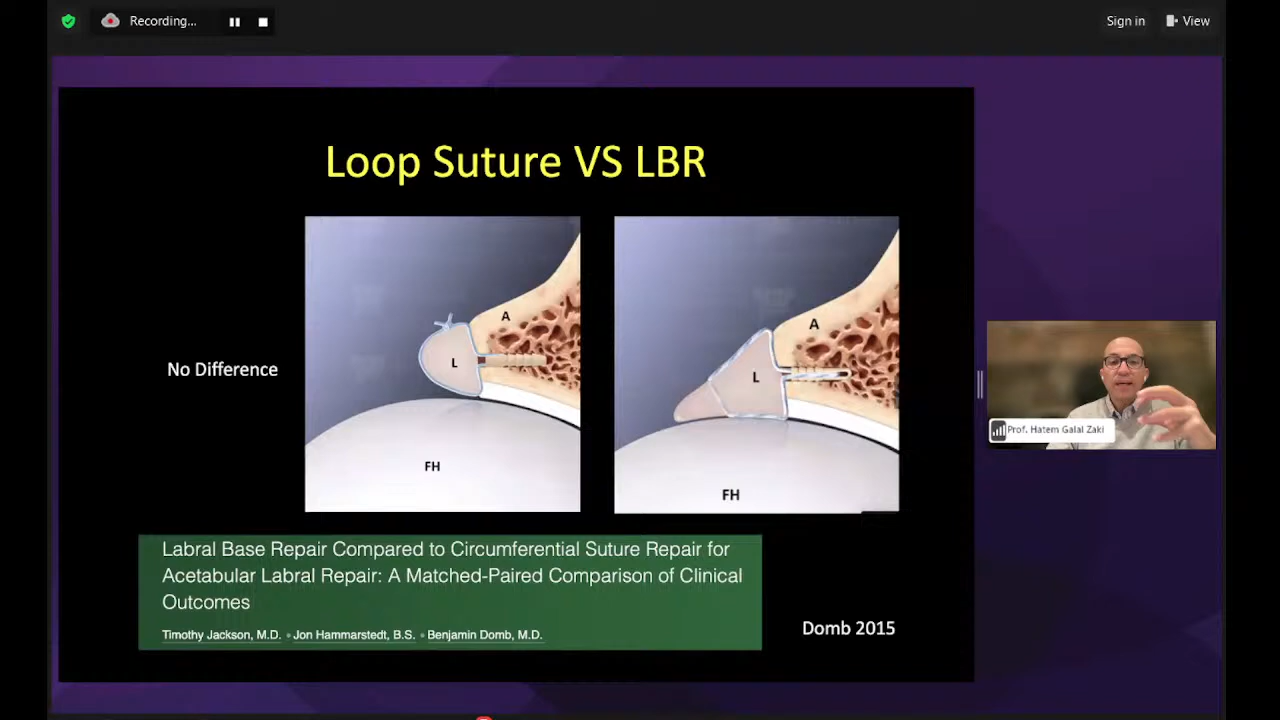 Recording...
Sign in
View
Loop Suture VS LBR
A
L
FH
A
L
FH
No Difference
Prof. Hatem Galal Zaki
Labral Base Repair Compared to Circumferential Suture Repair for
Acetabular Labral Repair: A Matched-Paired Comparison of Clinical
Outcomes
Timothy Jackson, M.D. • Jon Hammarstedt, B.S. • Benjamin Domb, M.D.
Domb 2015